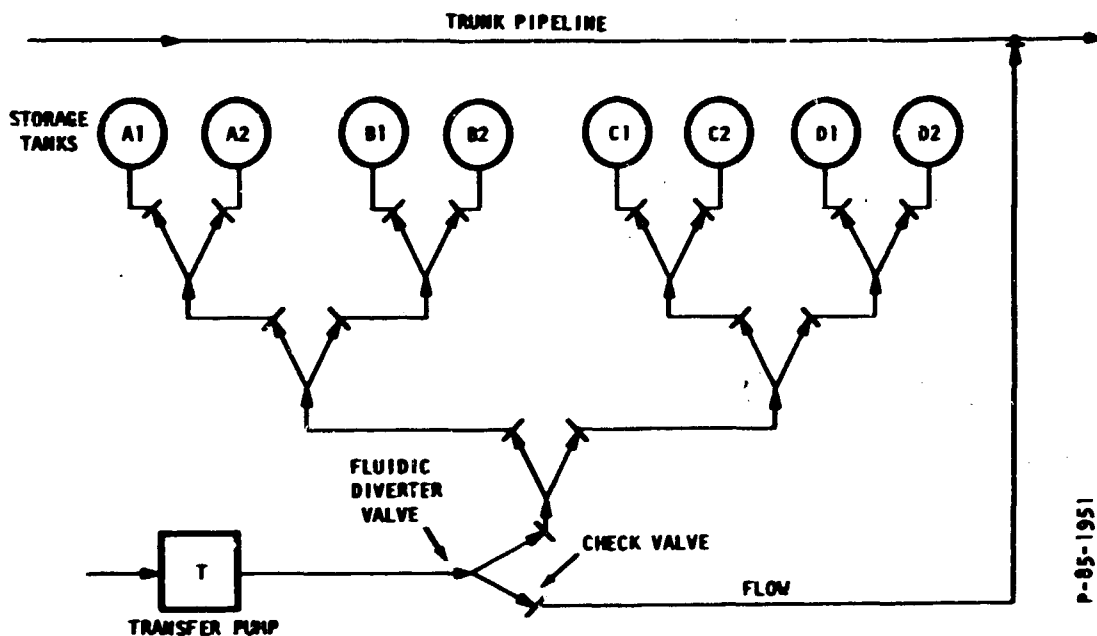 TRUNK PIPELINE
STORAGE
TANKS
A1
A2
B1
B2
C1
C2
D1
D2
FLUIDIC
DIVERTER
VALVE
CHECK VALVE
T
FLOW
TRANSFER PUMP
P-85-1951